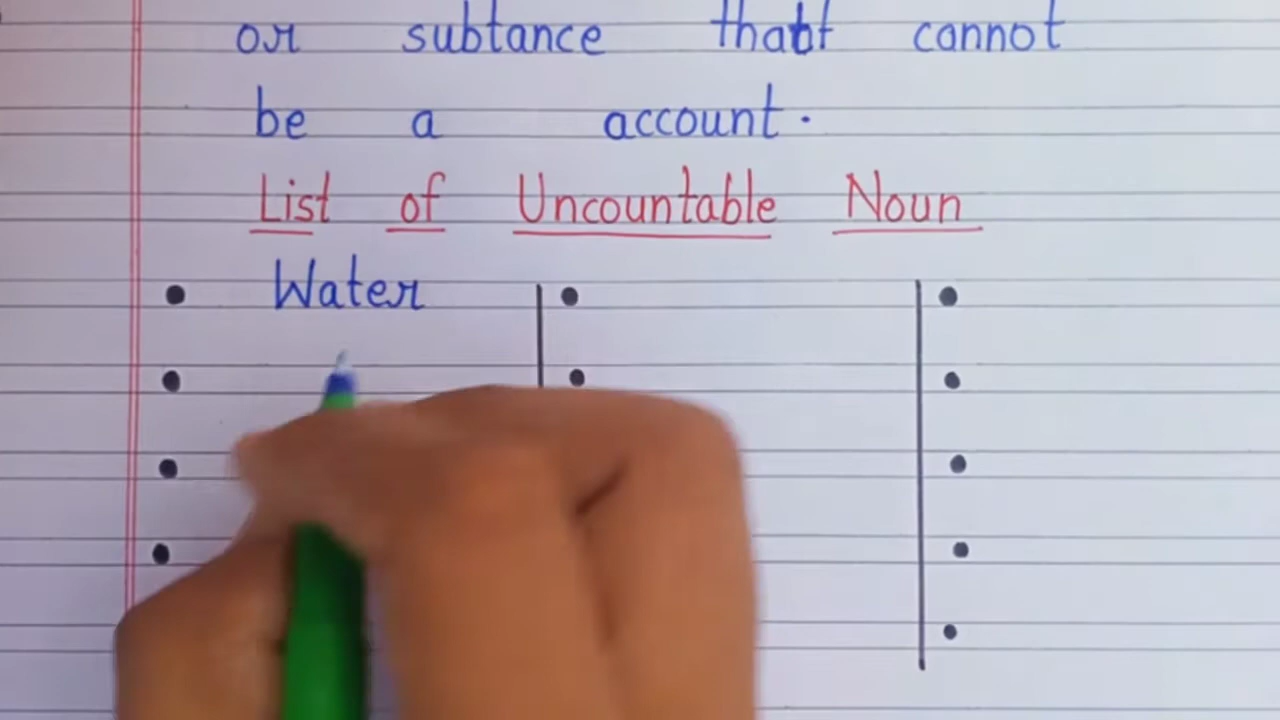 or subtance that cannot
be a account.
List of Uncountable Noun
Water